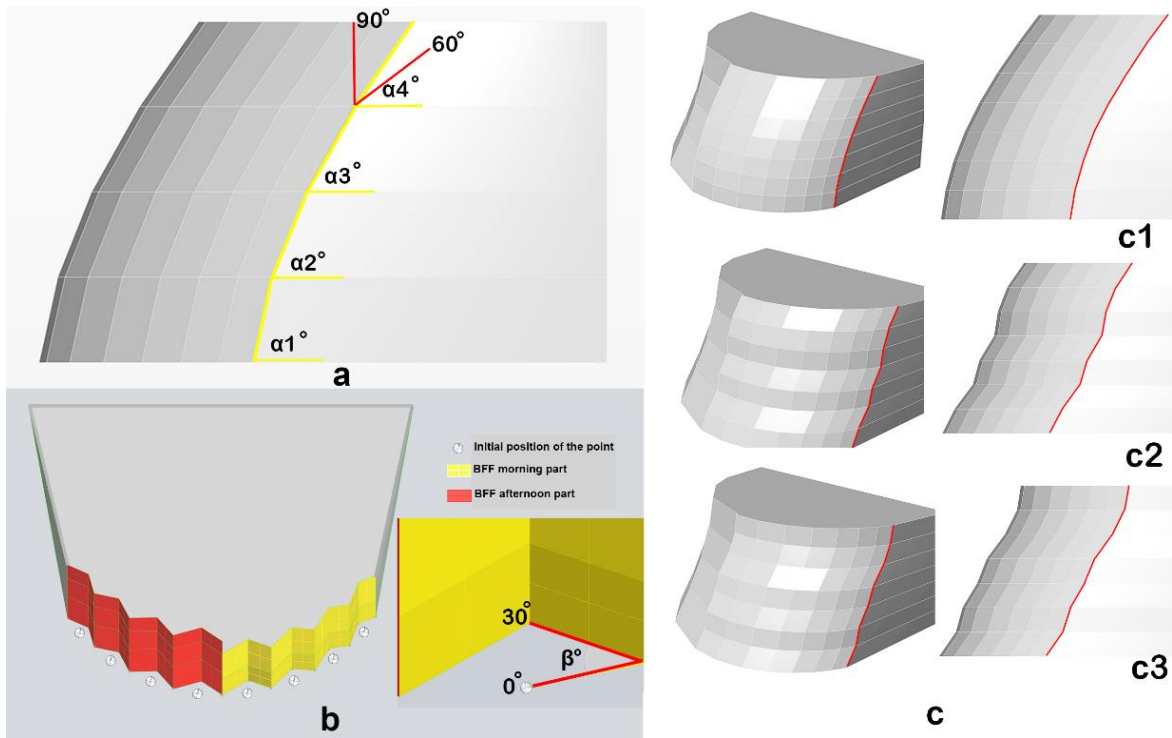 90°
60°
α4°
α3°
α2°
α1°
a
Initial position of the point
BFF morning part
BFF afternoon part
30°
β°
0°
b
c1
c2
c3
c